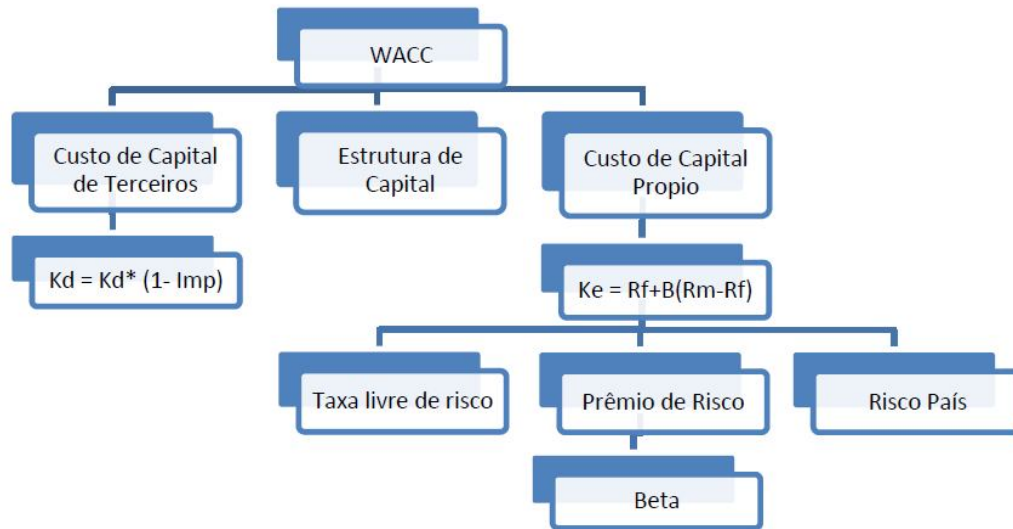 WACC
Custo de Capital
de Terceiros
Estrutura de
Capital
Custo de Capital
Propio
Kd = Kd* (1- Imp)
Ke = Rf+B(Rm-Rf)
Taxa livre de risco
Prêmio de Risco
Risco País
Beta